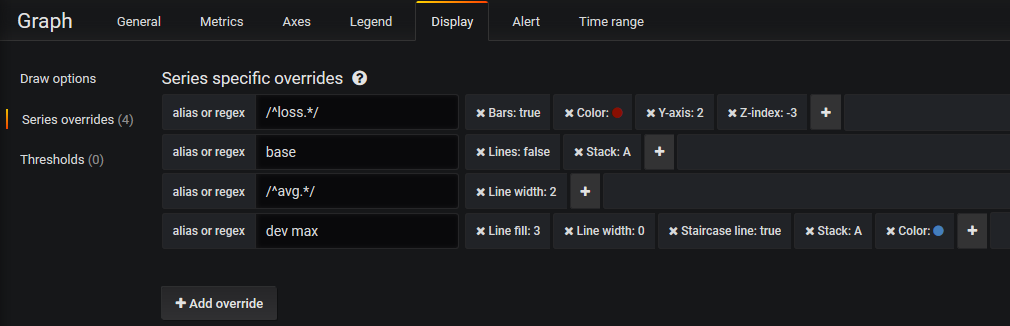 Graph General Metrics Axes Legend Display Alert Time range
Draw options
Series overrides (4)
Thresholds (0)
Series specific overrides ?
alias or regex /^loss.*/ ✖ Bars: true ✖ Color: ✖ Y-axis: 2 ✖ Z-index: -3 +
alias or regex base ✖ Lines: false ✖ Stack: A +
alias or regex /^avg.*/ ✖ Line width: 2 +
alias or regex dev max ✖ Line fill: 3 ✖ Line width: 0 ✖ Staircase line: true ✖ Stack: A ✖ Color: +
+ Add override